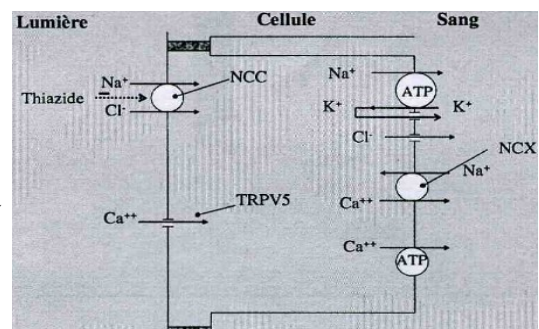 Lumière Cellule Sang
Na⁺ NCC Na⁺
Thiazide ATP
Cl⁻ K⁺ K⁺
Cl⁻
NCX
Na⁺
TRPV5 Ca⁺⁺
Ca⁺⁺
Ca⁺⁺
ATP